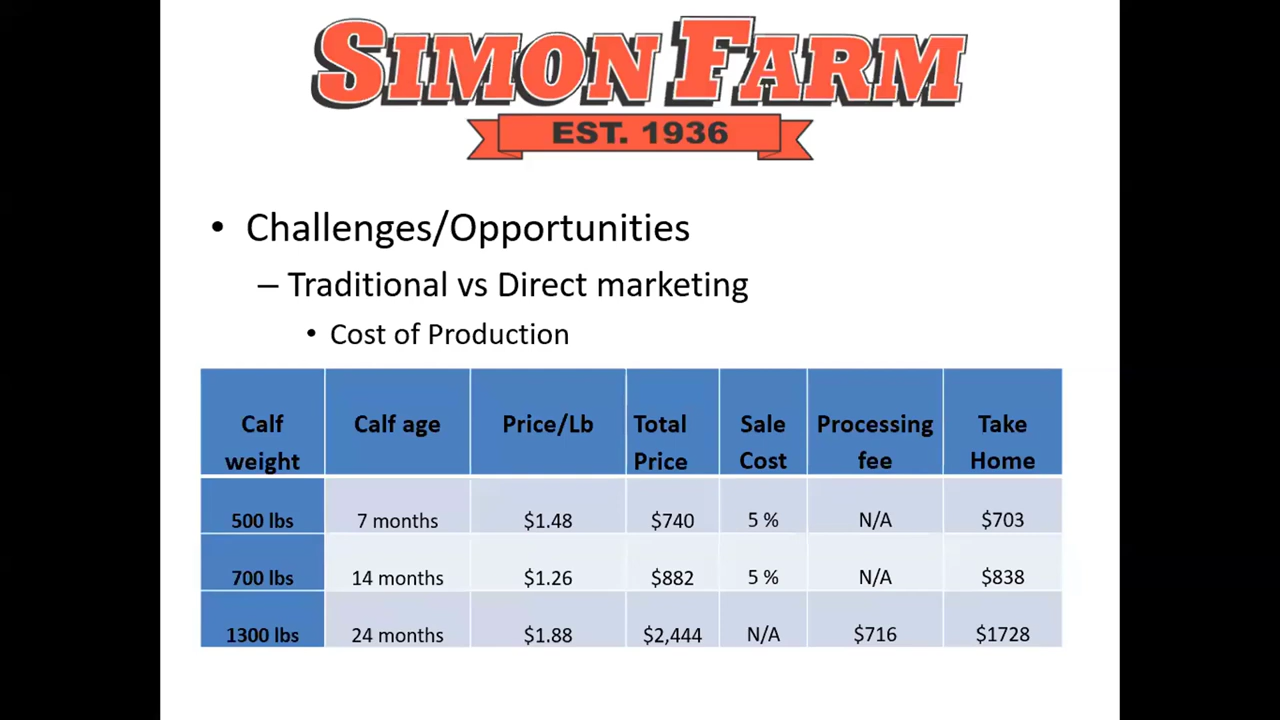 SIMON FARM
EST. 1936
• Challenges/Opportunities
– Traditional vs Direct marketing
• Cost of Production
Calf weight Calf age Price/Lb Total Price Sale Cost Processing fee Take Home
500 lbs 7 months $1.48 $740 5 % N/A $703
700 lbs 14 months $1.26 $882 5 % N/A $838
1300 lbs 24 months $1.88 $2,444 N/A $716 $1728